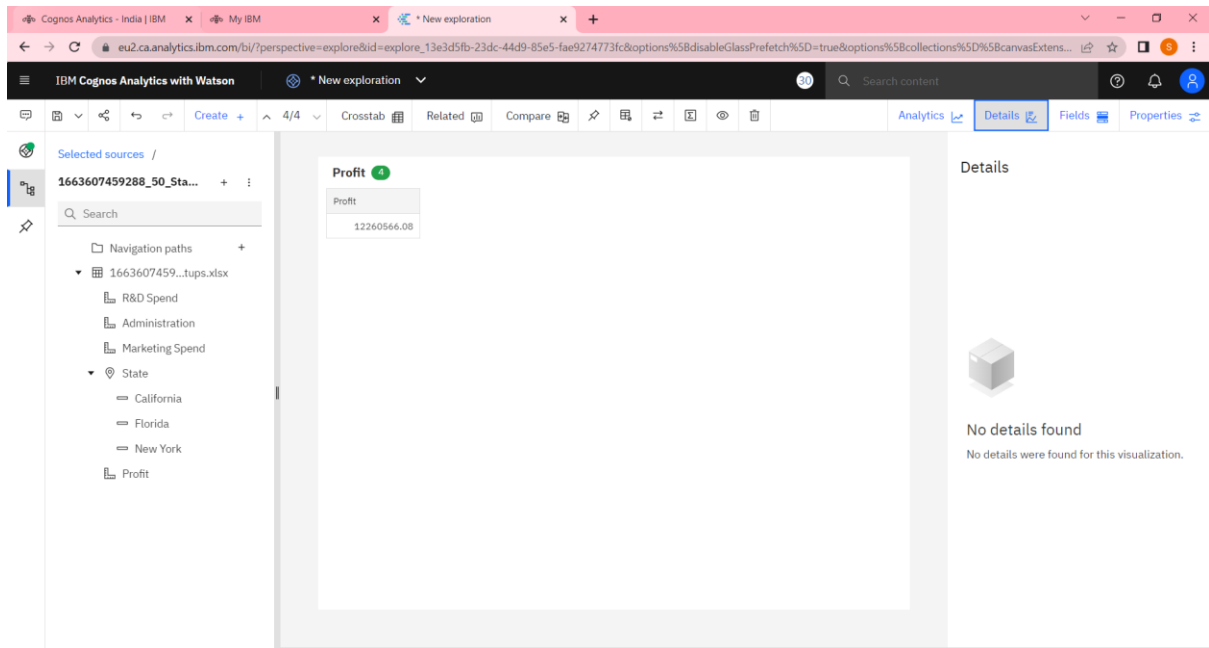 Cognos Analytics - India | IBM
My IBM
* New exploration
eu2.ca.analytics.ibm.com/bi/?perspective=explore&id=explore_13e3d5fb-23dc-44d9-85e5-fae9274773fc&options%5BdisableGlassPrefetch%5D=true&options%5Bcollections%5D%5BcanvasExtens...
S
IBM Cognos Analytics with Watson
* New exploration
30
Search content
Create +
4/4
Crosstab
Related
Compare
Analytics
Details
Fields
Properties
Selected sources /
1663607459288_50_Sta...
Search
Navigation paths
1663607459...tups.xlsx
R&D Spend
Administration
Marketing Spend
State
California
Florida
New York
Profit
Profit 4
Profit
12260566.08
Details
No details found
No details were found for this visualization.